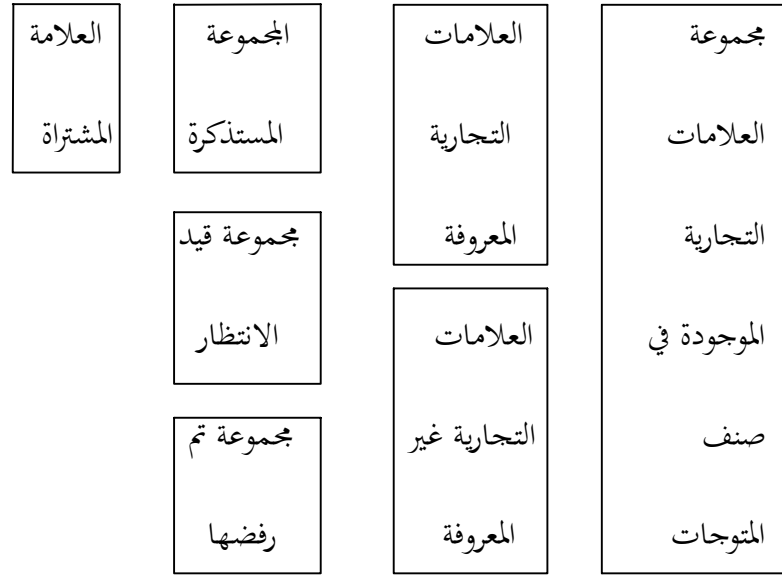 مجموعة
العلامات
التجارية
الموجودة في
صنف
المتوجات
العلامات
التجارية
المعروفة
العلامات
التجارية غير
المعروفة
المجموعة
المستذكرة
مجموعة قيد
الانتظار
مجموعة تم
رفضها
العلامة
المشتراة